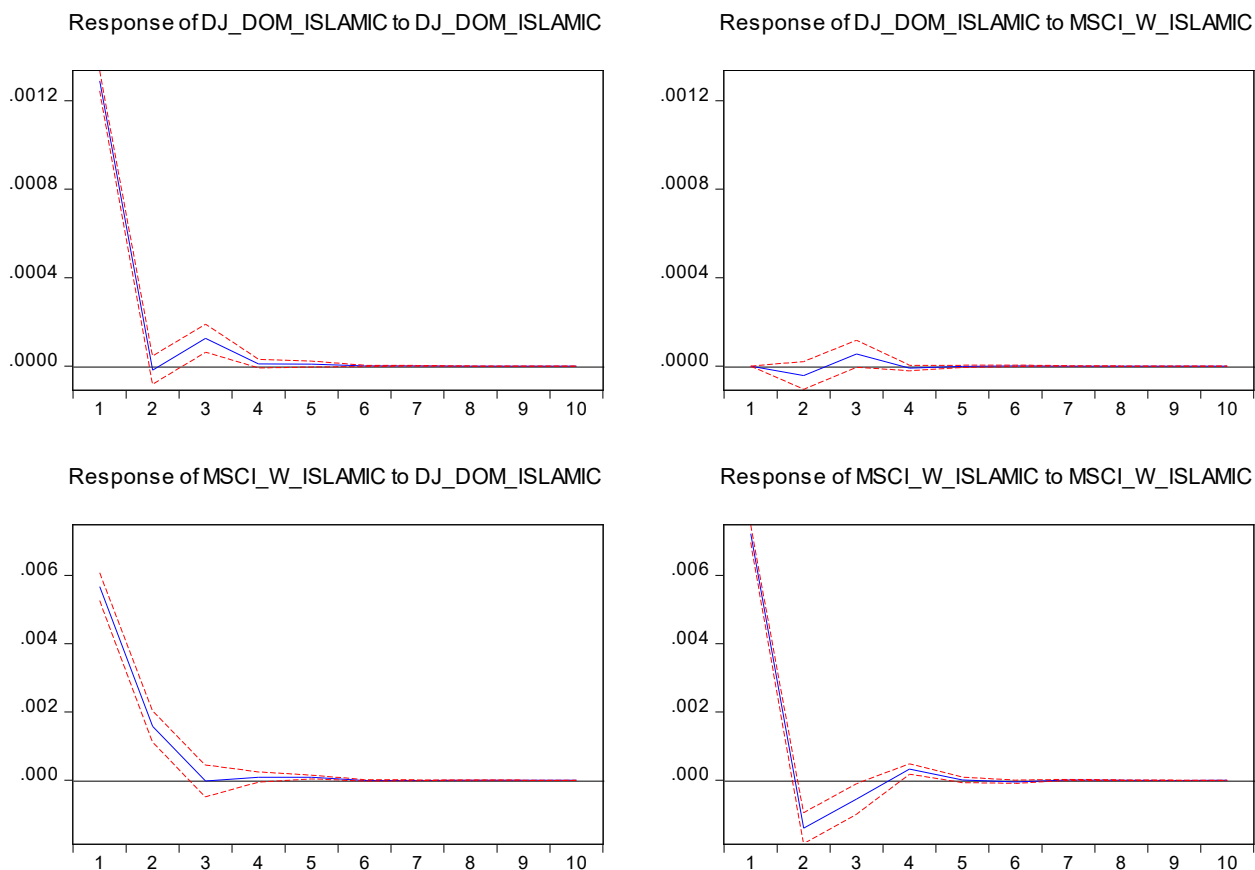 Response of DJ_DOM_ISLAMIC to DJ_DOM_ISLAMIC
.0012
.0008
.0004
.0000
1 2 3 4 5 6 7 8 9 10
Response of DJ_DOM_ISLAMIC to MSCI_W_ISLAMIC
.0012
.0008
.0004
.0000
1 2 3 4 5 6 7 8 9 10
Response of MSCI_W_ISLAMIC to DJ_DOM_ISLAMIC
.006
.004
.002
.000
1 2 3 4 5 6 7 8 9 10
Response of MSCI_W_ISLAMIC to MSCI_W_ISLAMIC
.006
.004
.002
.000
1 2 3 4 5 6 7 8 9 10